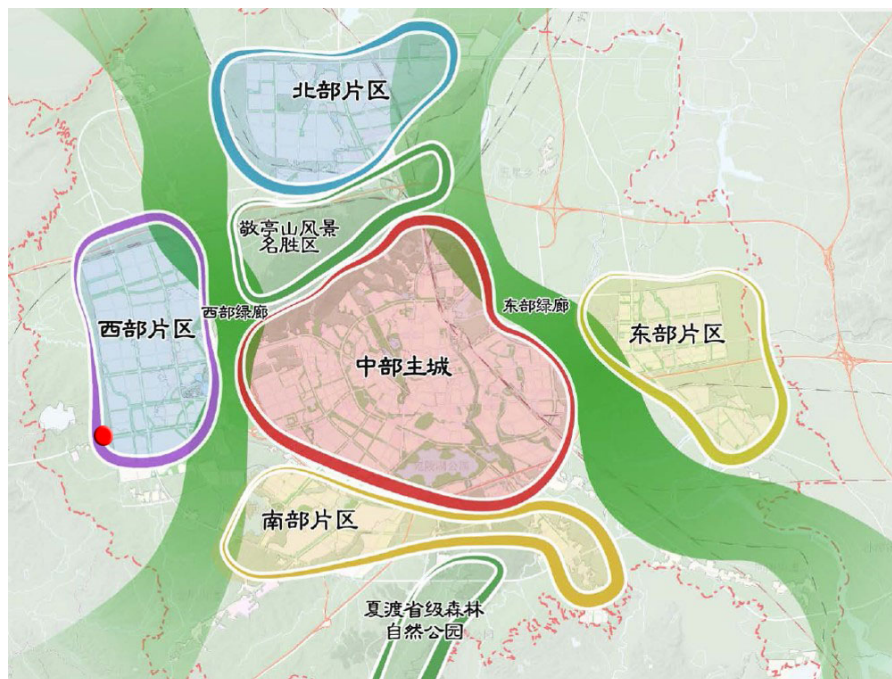 北部片区
敬亭山风景
名胜区
西部绿廊
东部绿廊
西部片区
东部片区
中部主城
南部片区
夏渡省级森林
自然公园